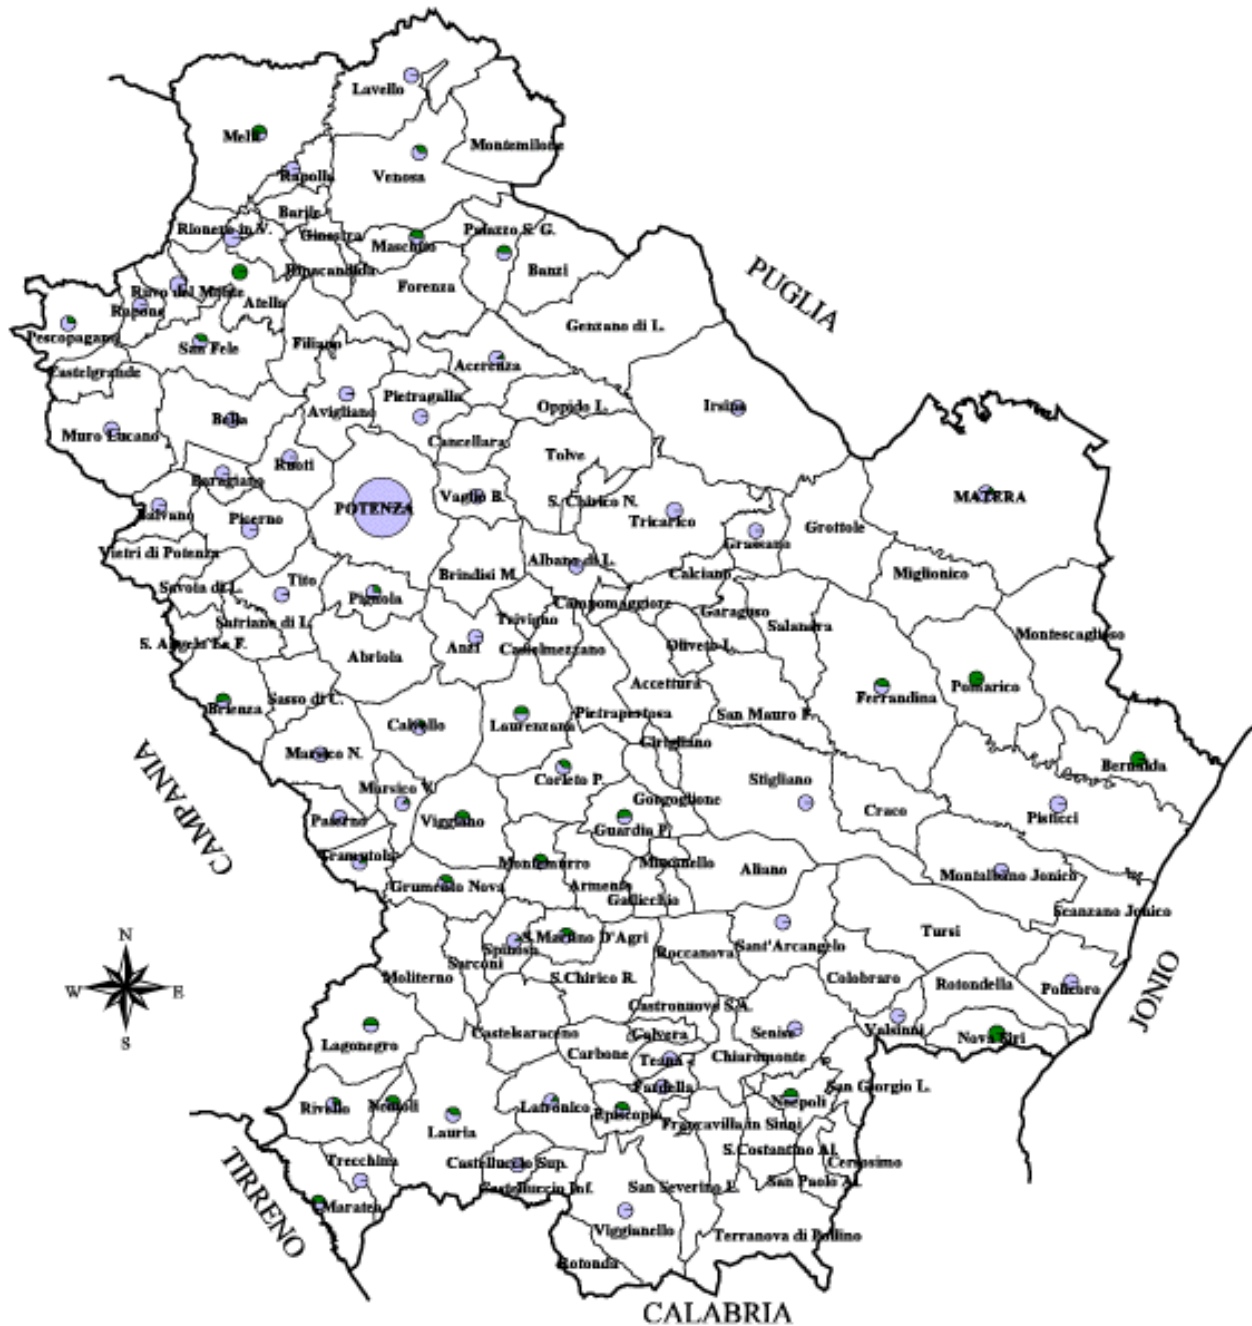 Lavello
Melfi
Montemilone
Rapolla
Venosa
Barile
Rionero in V.
Ginestra
Maschito
Palazzo S. G.
Ripacandida
Banzi
Forenza
PUGLIA
Ruvo del Monte
Atella
Rapone
Genzano di L.
Pescopagano
San Fele
Filiano
Castelgrande
Acerenza
Pietragalla
Avigliano
Oppido L.
Irsina
Bella
Muro Lucano
Cancellara
Tolve
Ruoti
Baragiano
Vaglio B.
S. Chirico N.
MATERA
POTENZA
Balvano
Picerno
Tricarico
Grottole
Grassano
Vietri di Potenza
Albano di L.
Brindisi M.
Calciano
Miglionico
Tito
Savoia di L.
Pignola
Campomaggiore
Garaguso
Satriano di L.
Trivigno
Salandra
Montescaglioso
S. Angelo Le F.
Anzi
Castelmezzano
Oliveto L.
Abriola
Accettura
Pomarico
Ferrandina
Sasso di C.
Brienza
Pietrapertosa
San Mauro F.
Calvello
Laurenzana
Cirigliano
Marsico N.
Bernalda
Corleto P.
Stigliano
Marsico V.
Gorgoglione
CAMPANIA
Paterno
Viggiano
Craco
Pisticci
Guardia P.
Tramutola
Montemurro
Missanello
Aliano
Montalbano Jonico
Grumento Nova
Armento
Gallicchio
Scanzano Jonico
Tursi
S.Martino D'Agri
Spinosa
Roccanova
Sant'Arcangelo
Sarconi
Moliterno
S.Chirico R.
Colobraro
Rotondella
Policoro
JONIO
N
W
E
S
Castronuovo S.A.
Castelsaraceno
Calvera
Senise
Valsinni
Nova Siri
Lagonegro
Carbone
Teana
Chiaromonte
Fardella
San Giorgio L.
Noepoli
Rivello
Nemoli
Latronico
Episcopia
Francavilla in Sinni
Lauria
S.Costantino Al.
Cersosimo
Trecchina
Castelluccio Sup.
San Paolo Al.
Castelluccio Inf.
San Severino L.
TIRRENO
Maratea
Viggianello
Terranova di Pollino
Rotonda
CALABRIA